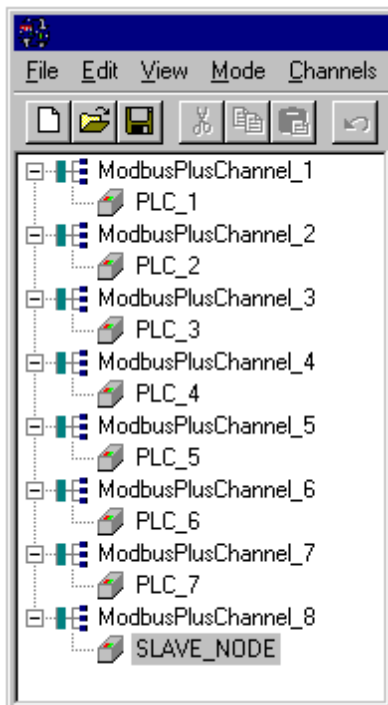 File Edit View Mode Channels
ModbusPlusChannel_1
PLC_1
ModbusPlusChannel_2
PLC_2
ModbusPlusChannel_3
PLC_3
ModbusPlusChannel_4
PLC_4
ModbusPlusChannel_5
PLC_5
ModbusPlusChannel_6
PLC_6
ModbusPlusChannel_7
PLC_7
ModbusPlusChannel_8
SLAVE_NODE